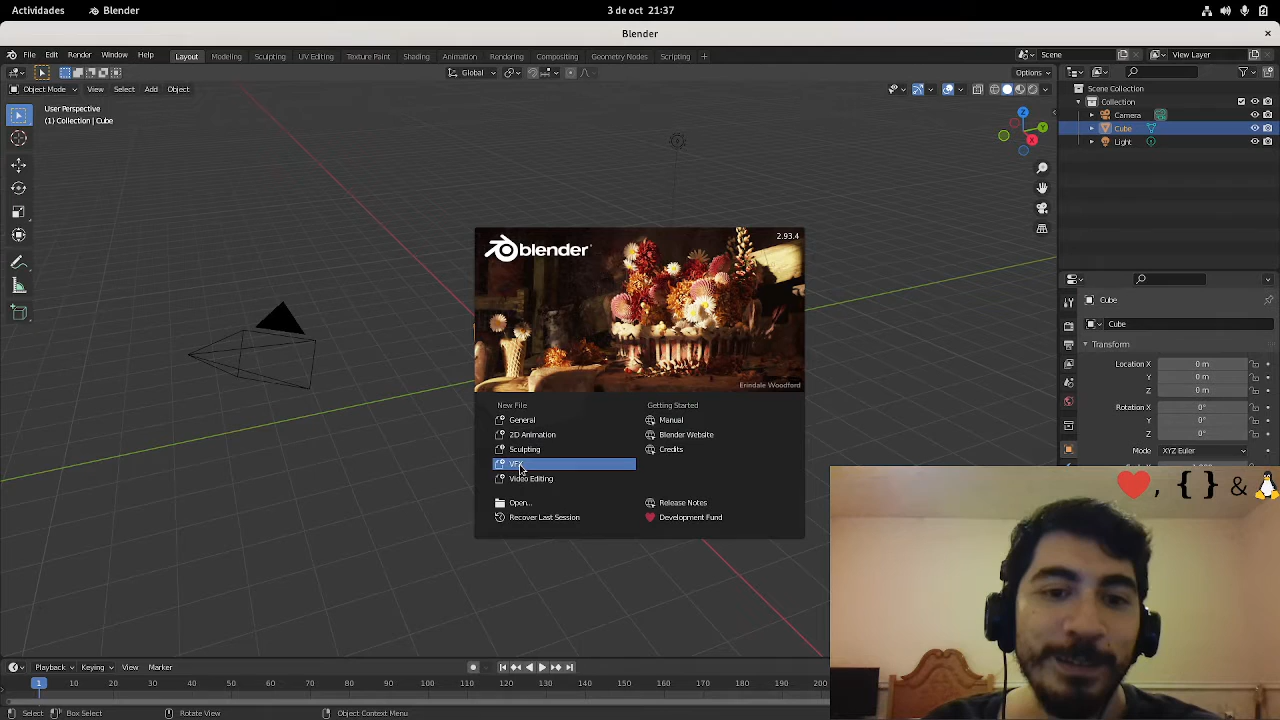 Actividades Blender 3 de oct 21:37
Blender
File Edit Render Window Help Layout Modeling Sculpting UV Editing Texture Paint Shading Animation Rendering Compositing Geometry Nodes Scripting + Scene View Layer
Global Options
Object Mode View Select Add Object
User Perspective
(1) Collection | Cube
Z
Y
X
Scene Collection
Collection
Camera
Cube
Light
blender
2.93.4
Erindale Woodford
New File Getting Started
General Manual
2D Animation Blender Website
Sculpting Credits
VFX
Video Editing
Open... Release Notes
Recover Last Session Development Fund
Cube
Cube
Transform
Location X 0 m
Y 0 m
Z 0 m
Rotation X 0°
Y 0°
Z 0°
Mode XYZ Euler
, { } &
Playback Keying View Marker
1 10 20 30 40 50 60 70 80 90 100 110 120 130 140 150 160 170 180 190 200
Select Box Select Rotate View Object Context Menu